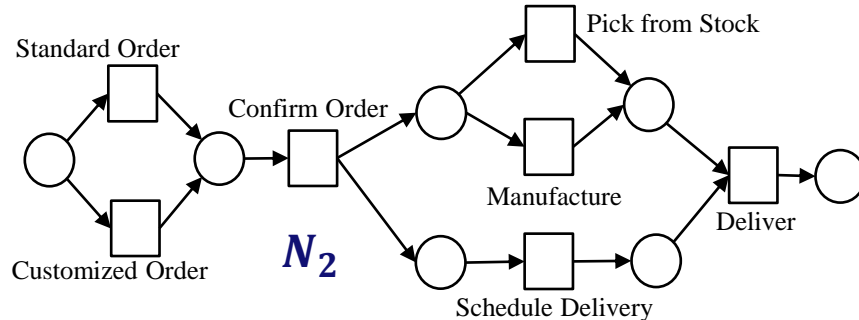 Pick from Stock
Standard Order
Confirm Order
Manufacture
Deliver
Customized Order
N₂
Schedule Delivery